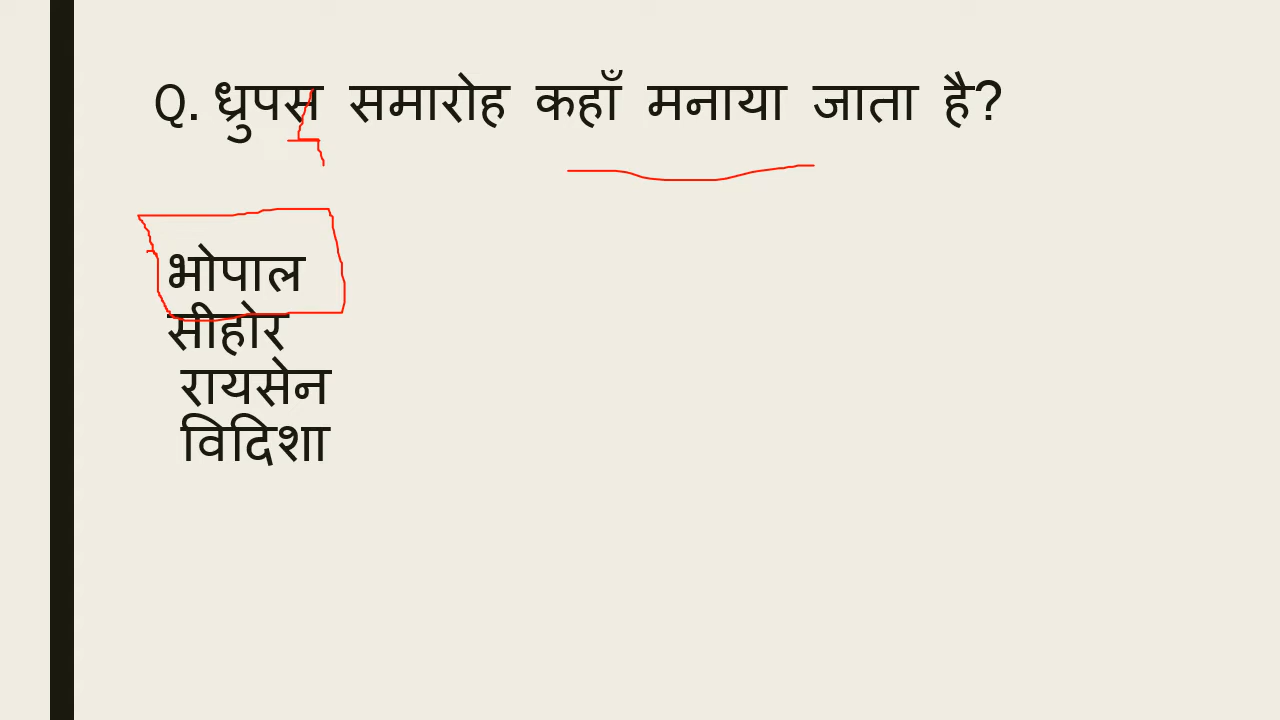 Q. ध्रुपस समारोह कहाँ मनाया जाता है?
भोपाल
सीहोर
रायसेन
विदिशा